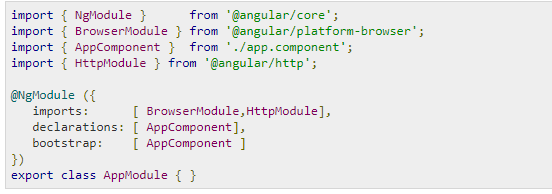 import { NgModule }      from '@angular/core';
import { BrowserModule } from '@angular/platform-browser';
import { AppComponent }  from './app.component';
import { HttpModule } from '@angular/http';

@NgModule ({
   imports:      [ BrowserModule,HttpModule],
   declarations: [ AppComponent],
   bootstrap:    [ AppComponent ]
})
export class AppModule { }